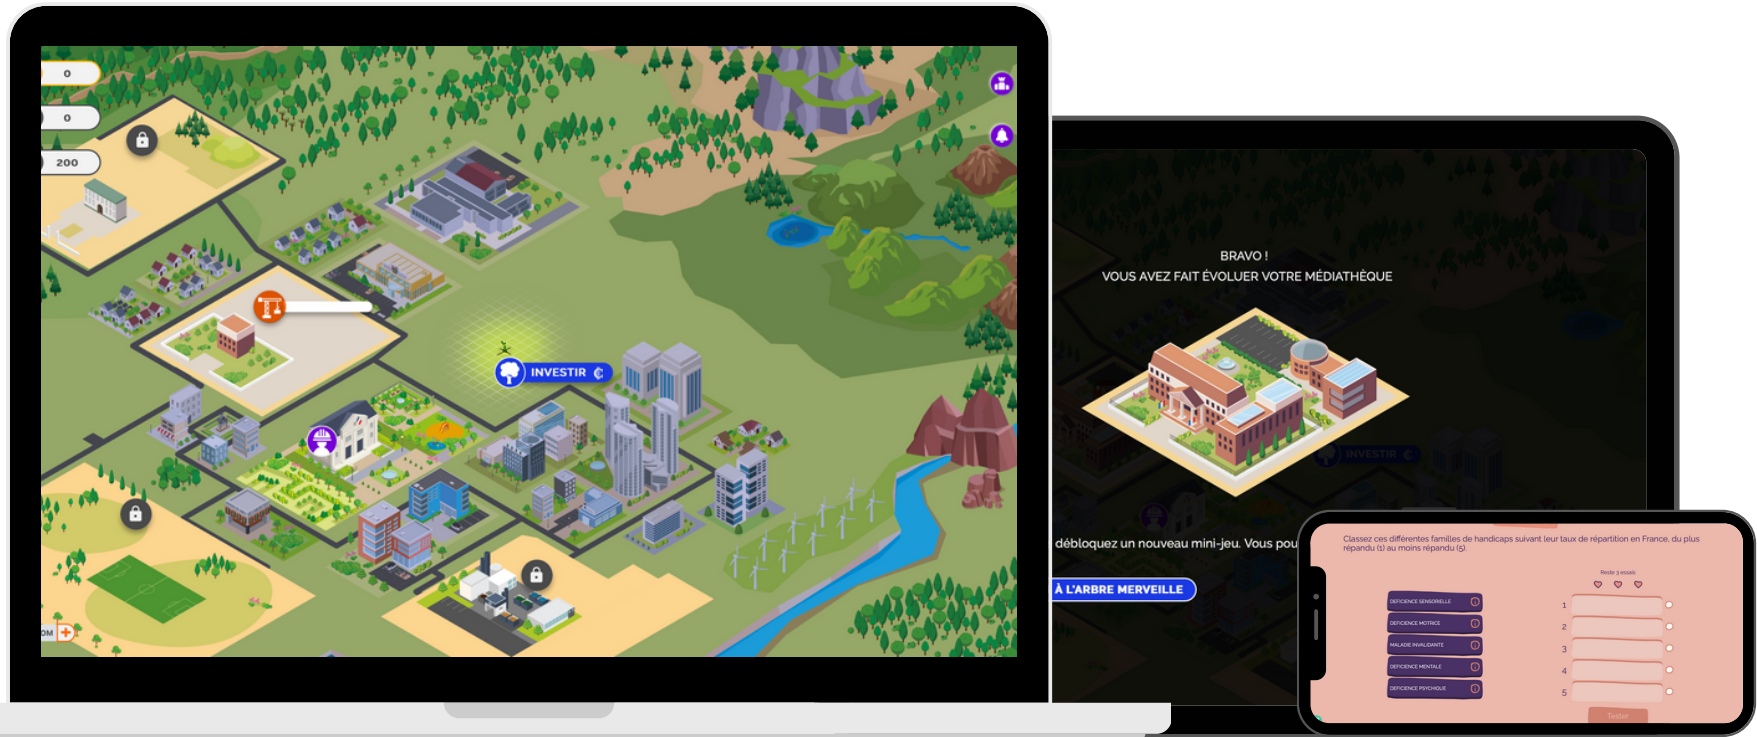 0
0
200
INVESTIR
OM
BRAVO !
VOUS AVEZ FAIT ÉVOLUER VOTRE MÉDIATHÈQUE
INVESTIR
débloquez un nouveau mini-jeu. Vous pou
À L'ARBRE MERVEILLE
Classez ces différentes familles de handicaps suivant leur taux de répartition en France, du plus
répandu (1) au moins répandu (5).
Reste 3 essais
DEFICIENCE SENSORIELLE
DEFICIENCE MOTRICE
MALADIE INVALIDANTE
DEFICIENCE MENTALE
DEFICIENCE PSYCHIQUE
1
2
3
4
5
Tester